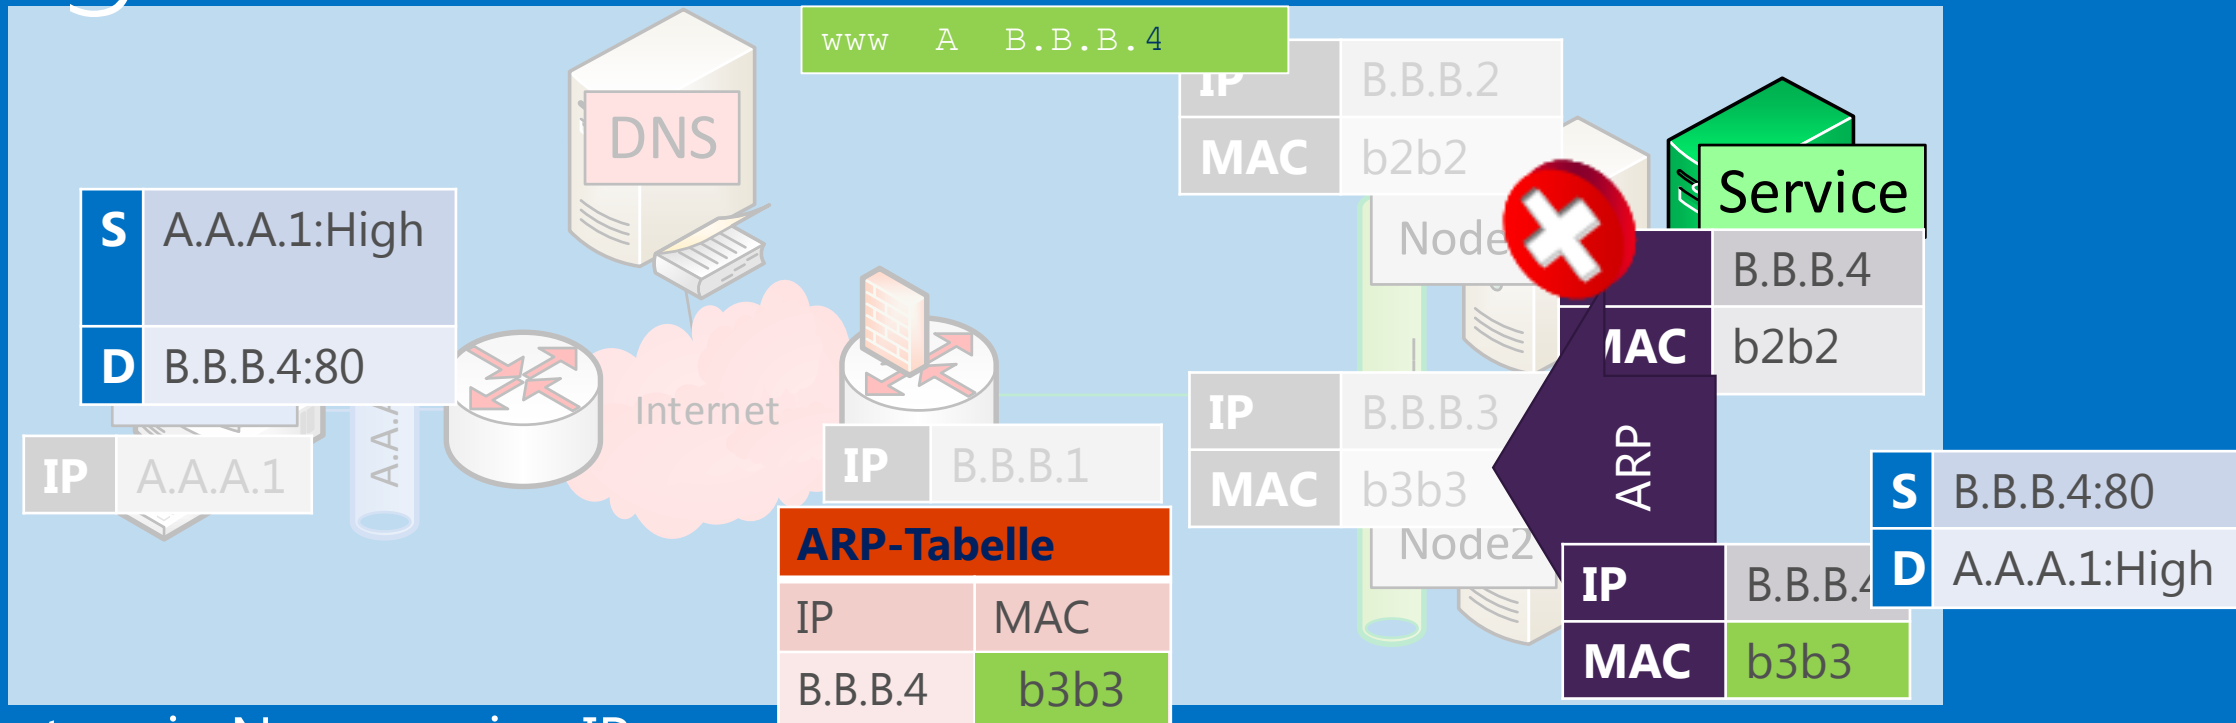 www A B.B.B.4
IP B.B.B.2
MAC b2b2
DNS
Service
S A.A.A.1:High
D B.B.B.4:80
Node
B.B.B.4
MAC b2b2
Internet
A.A.
IP A.A.A.1
IP B.B.B.1
IP B.B.B.3
MAC b3b3
ARP
Node2
S B.B.B.4:80
D A.A.A.1:High
IP B.B.B.4
MAC b3b3
ARP-Tabelle
IP MAC
B.B.B.4 b3b3